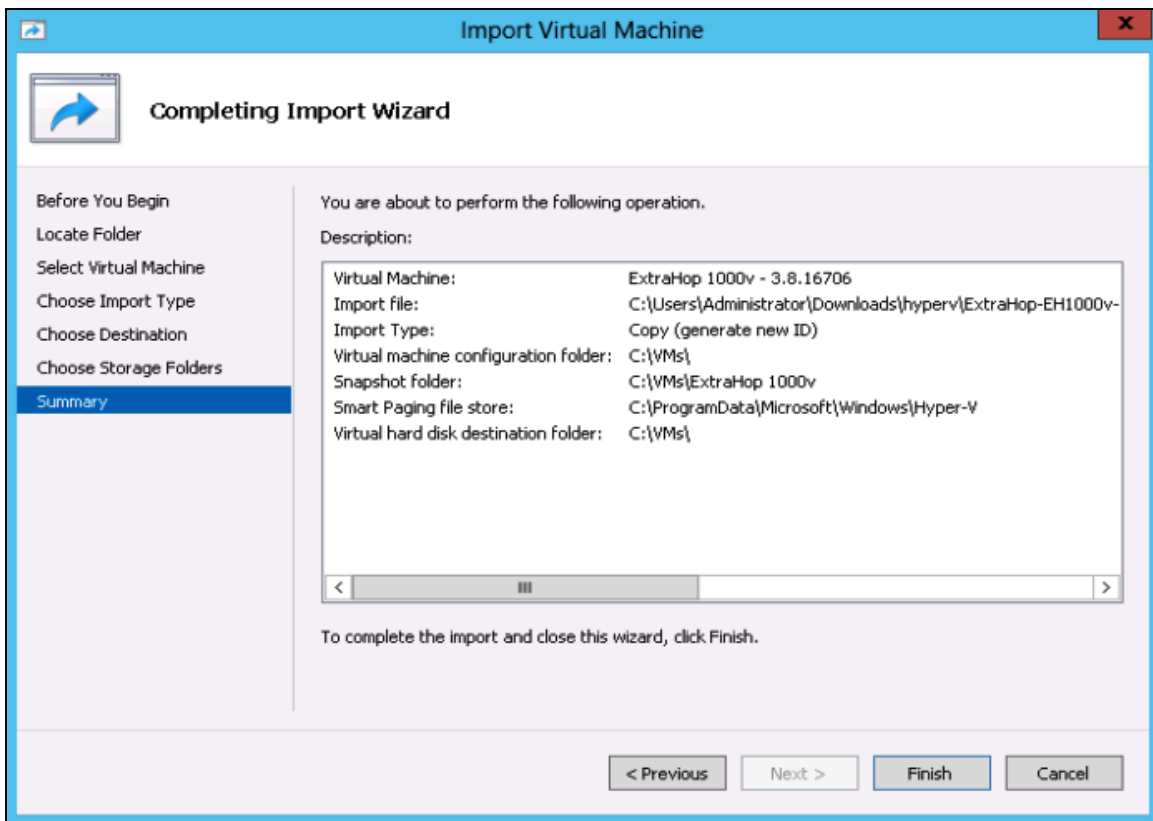 Import Virtual Machine
x
Completing Import Wizard
Before You Begin
Locate Folder
Select Virtual Machine
Choose Import Type
Choose Destination
Choose Storage Folders
Summary
You are about to perform the following operation.
Description:
Virtual Machine: ExtraHop 1000v - 3.8.16706
Import file: C:\Users\Administrator\Downloads\hyperv\ExtraHop-EH1000v-
Import Type: Copy (generate new ID)
Virtual machine configuration folder: C:\VMs\
Snapshot folder: C:\VMs\ExtraHop 1000v
Smart Paging file store: C:\ProgramData\Microsoft\Windows\Hyper-V
Virtual hard disk destination folder: C:\VMs\
To complete the import and close this wizard, click Finish.
< Previous
Next >
Finish
Cancel